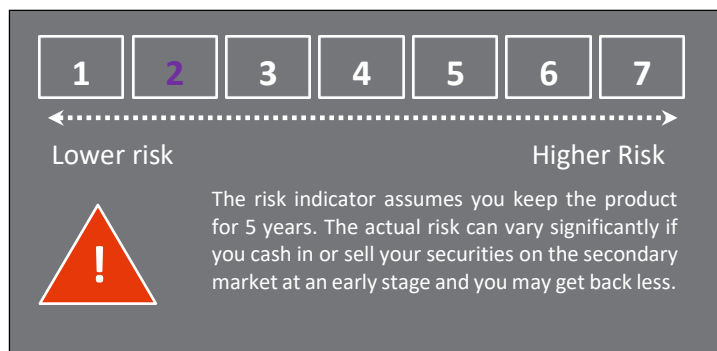 1 2 3 4 5 6 7
Lower risk Higher Risk
The risk indicator assumes you keep the product
for 5 years. The actual risk can vary significantly if
you cash in or sell your securities on the secondary
market at an early stage and you may get back less.
!